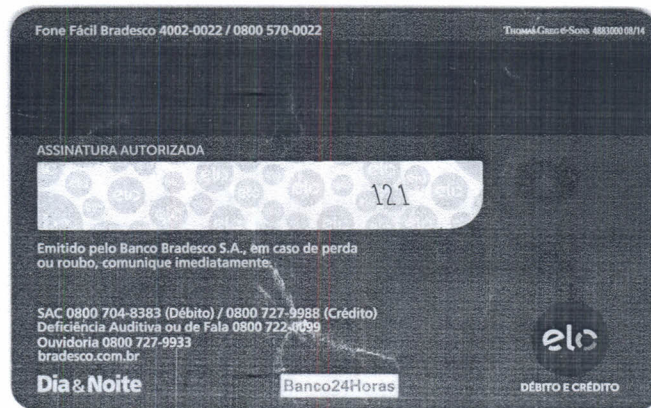 Fone Fácil Bradesco 4002-0022 / 0800 570-0022
Thomas Greg & Sons 4883000 08/14
ASSINATURA AUTORIZADA
121
Emitido pelo Banco Bradesco S.A., em caso de perda
ou roubo, comunique imediatamente.
SAC 0800 704-8383 (Débito) / 0800 727-9988 (Crédito)
Deficiência Auditiva ou de Fala 0800 722-0099
Ouvidoria 0800 727-9933
bradesco.com.br
elo
Dia & Noite
Banco24Horas
DÉBITO E CRÉDITO